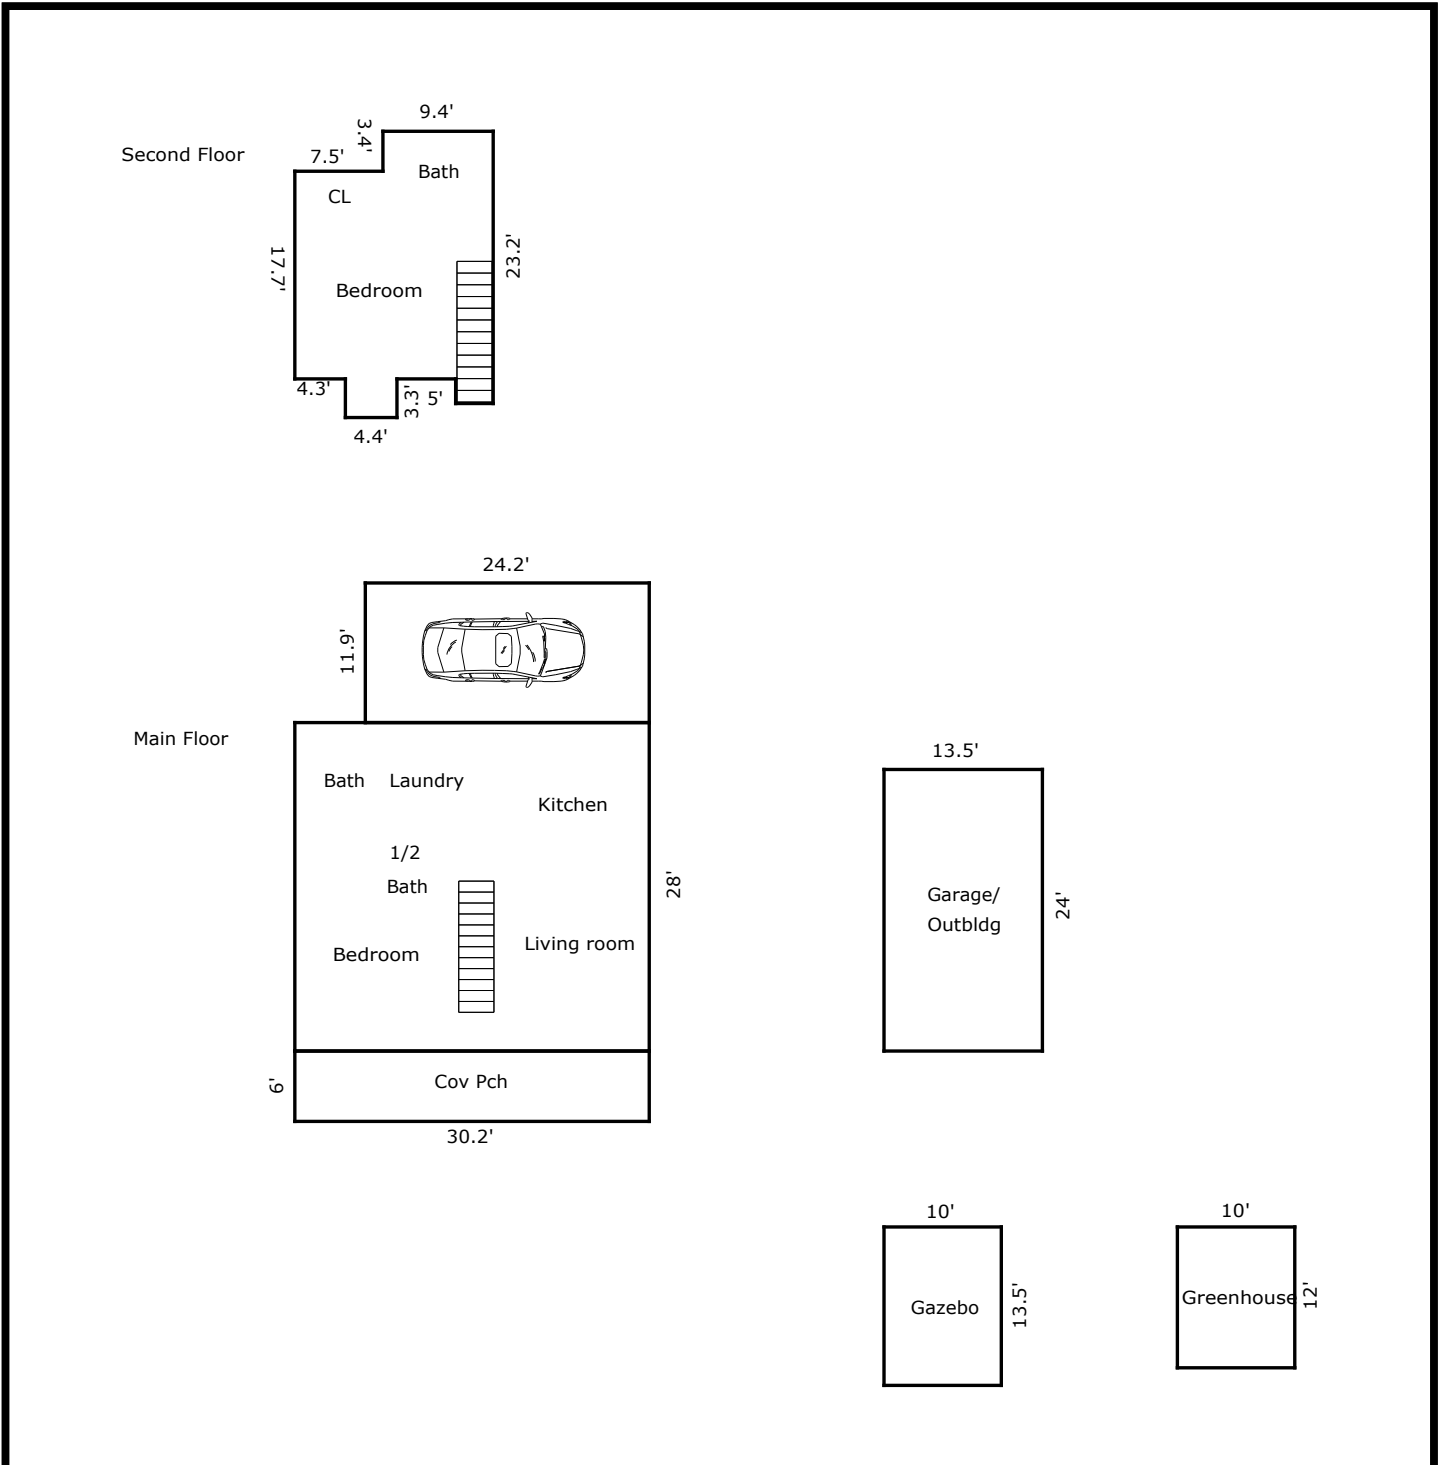 9.4'
3.4'
Second Floor
7.5'
Bath
CL
17.7'
23.2'
Bedroom
4.3'
3.3'
5'
4.4'
24.2'
11.9'
Main Floor
Bath
Laundry
Kitchen
1/2
Bath
28'
Living room
Bedroom
6'
Cov Pch
30.2'
13.5'
Garage/
Outbldg
24'
10'
Gazebo
13.5'
10'
Greenhouse
12'